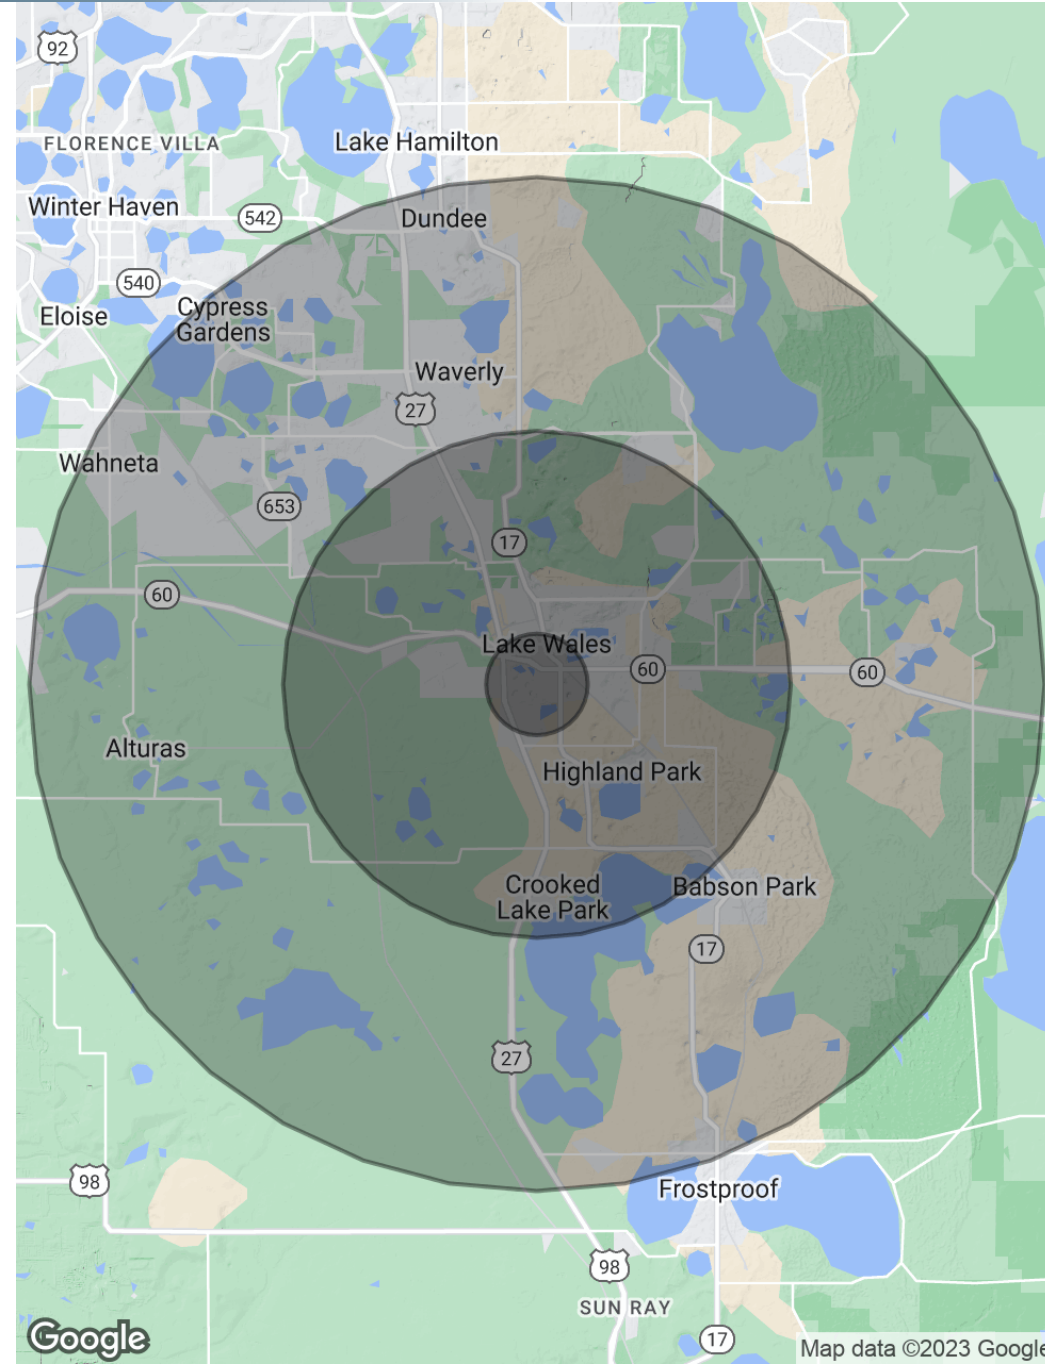 92
FLORENCE VILLA
Lake Hamilton
Winter Haven
542
Dundee
540
Eloise
Cypress
Gardens
Waverly
27
Wahneta
653
17
60
Lake Wales
60
60
Alturas
Highland Park
Crooked
Lake Park
Babson Park
17
27
98
Frostproof
98
SUN RAY
17
Google
Map data ©2023 Google